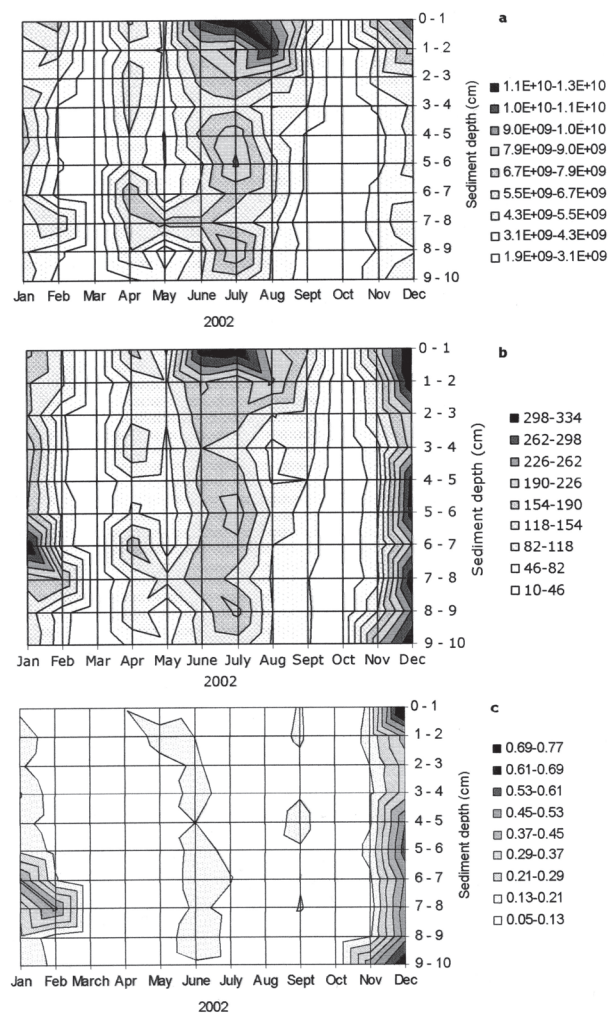 a
0 - 1
1 - 2
2 - 3
3 - 4
4 - 5
5 - 6
6 - 7
7 - 8
8 - 9
9 - 10
Sediment depth (cm)
1.1E+10-1.3E+10
1.0E+10-1.1E+10
9.0E+09-1.0E+10
7.9E+09-9.0E+09
6.7E+09-7.9E+09
5.5E+09-6.7E+09
4.3E+09-5.5E+09
3.1E+09-4.3E+09
1.9E+09-3.1E+09
Jan Feb Mar Apr May June July Aug Sept Oct Nov Dec
2002
b
0 - 1
1 - 2
2 - 3
3 - 4
4 - 5
5 - 6
6 - 7
7 - 8
8 - 9
9 - 10
Sediment depth (cm)
298-334
262-298
226-262
190-226
154-190
118-154
82-118
46-82
10-46
Jan Feb Mar Apr May June July Aug Sept Oct Nov Dec
2002
c
0 - 1
1 - 2
2 - 3
3 - 4
4 - 5
5 - 6
6 - 7
7 - 8
8 - 9
9 - 10
Sediment depth (cm)
0.69-0.77
0.61-0.69
0.53-0.61
0.45-0.53
0.37-0.45
0.29-0.37
0.21-0.29
0.13-0.21
0.05-0.13
Jan Feb March Apr May June July Aug Sept Oct Nov Dec
2002